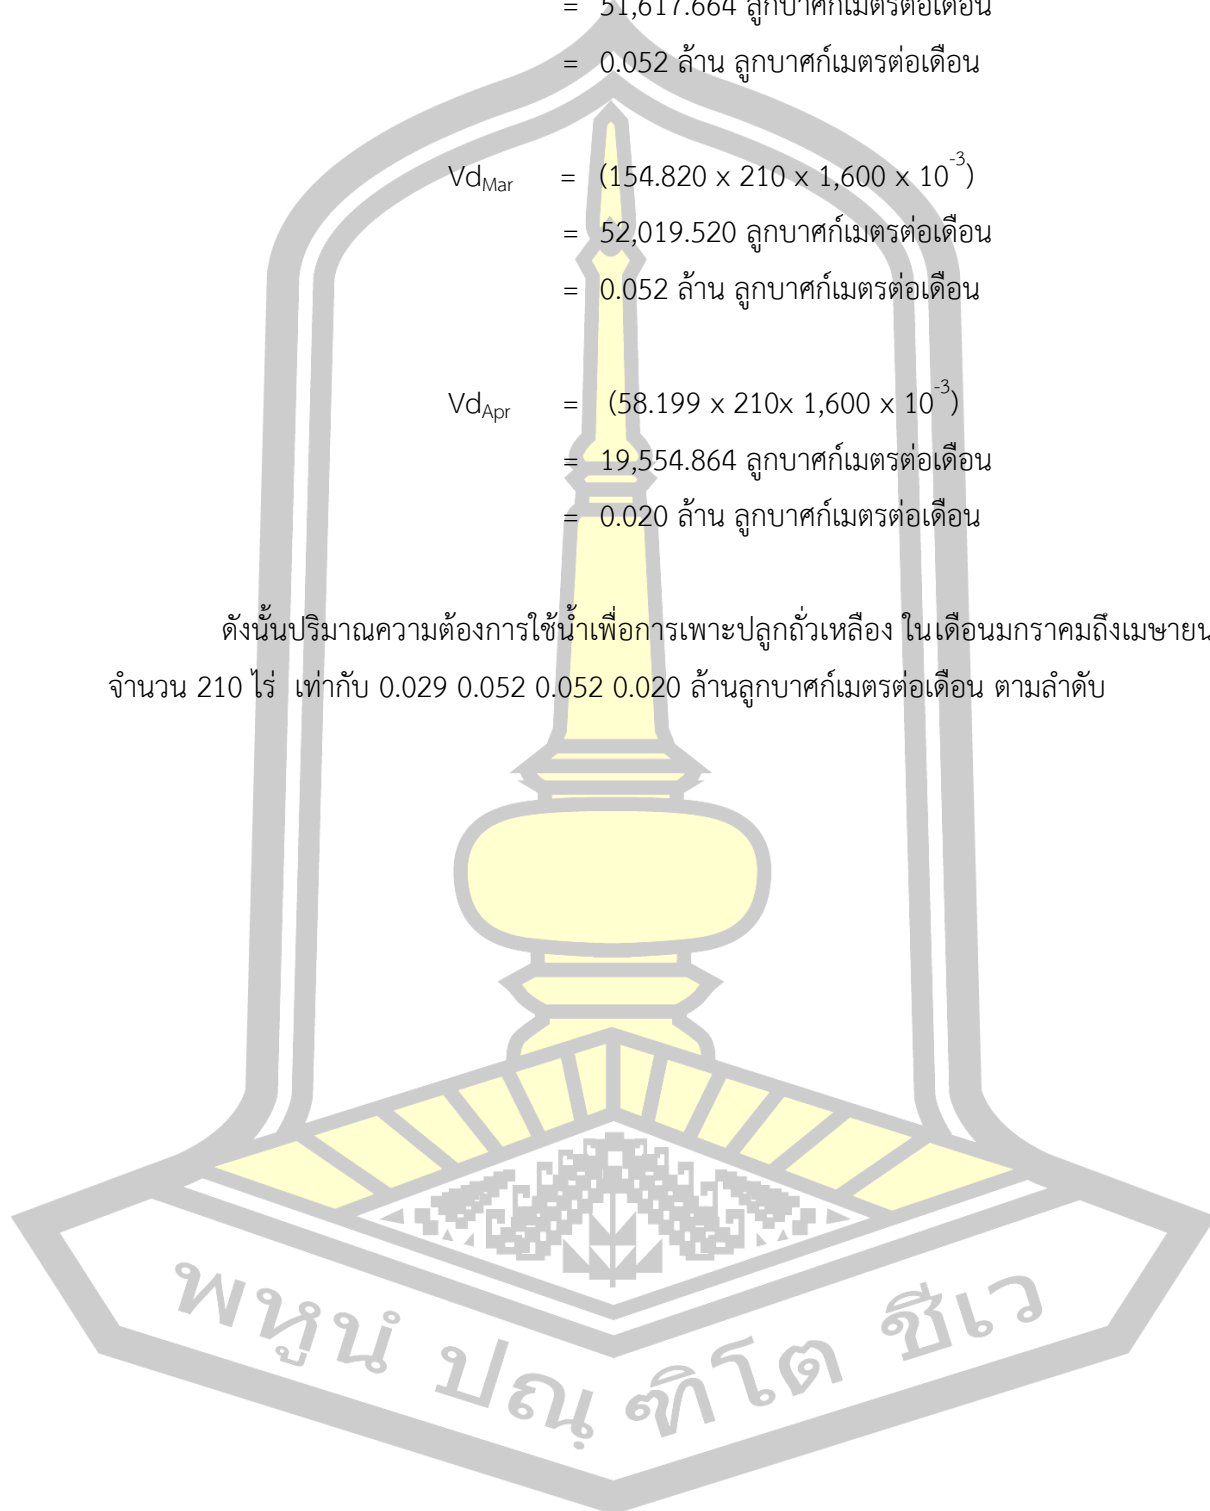 = 51,617.664 ลูกบาศก์เมตรต่อเดือน
= 0.052 ล้าน ลูกบาศก์เมตรต่อเดือน
Vd_Mar = (154.820 x 210 x 1,600 x 10^-3)
= 52,019.520 ลูกบาศก์เมตรต่อเดือน
= 0.052 ล้าน ลูกบาศก์เมตรต่อเดือน
Vd_Apr = (58.199 x 210x 1,600 x 10^-3)
= 19,554.864 ลูกบาศก์เมตรต่อเดือน
= 0.020 ล้าน ลูกบาศก์เมตรต่อเดือน
ดังนั้นปริมาณความต้องการใช้น้ำเพื่อการเพาะปลูกถั่วเหลือง ในเดือนมกราคมถึงเมษายน
จำนวน 210 ไร่ เท่ากับ 0.029 0.052 0.052 0.020 ล้านลูกบาศก์เมตรต่อเดือน ตามลำดับ
พหูนํ ปณฺ ฑิโต ชีเว